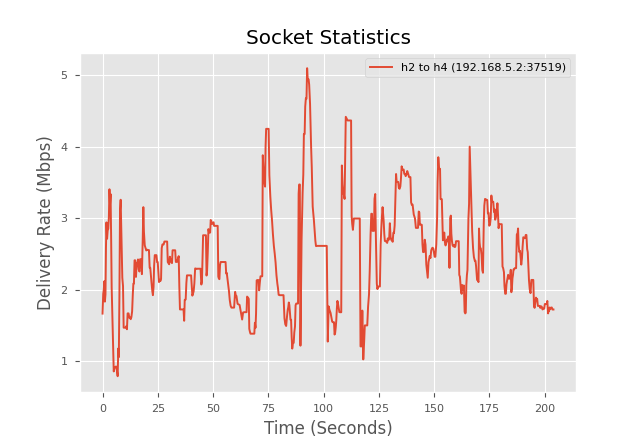 Socket Statistics
h2 to h4 (192.168.5.2:37519)
Delivery Rate (Mbps)
5
4
3
2
1
0 25 50 75 100 125 150 175 200
Time (Seconds)